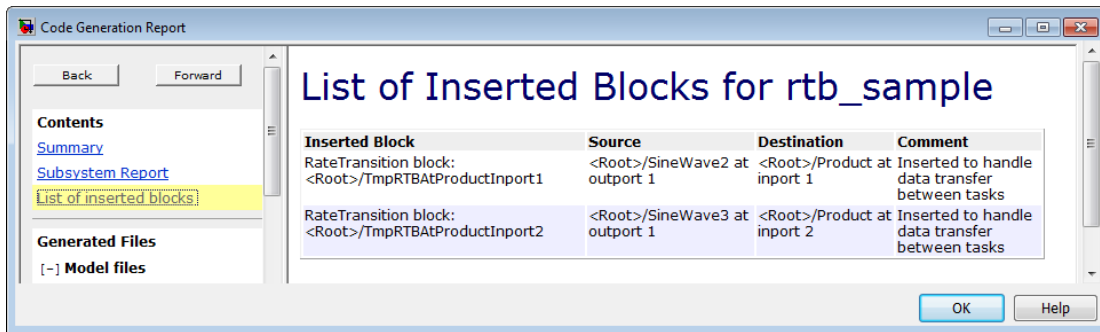 Code Generation Report
Back Forward
Contents
Summary
Subsystem Report
List of inserted blocks
Generated Files
[-] Model files
List of Inserted Blocks for rtb_sample
Inserted Block Source Destination Comment
RateTransition block: <Root>/SineWave2 at <Root>/Product at Inserted to handle
<Root>/TmpRTBAtProductInport1 outport 1 inport 1 data transfer
between tasks
RateTransition block: <Root>/SineWave3 at <Root>/Product at Inserted to handle
<Root>/TmpRTBAtProductInport2 outport 1 inport 2 data transfer
between tasks
OK Help